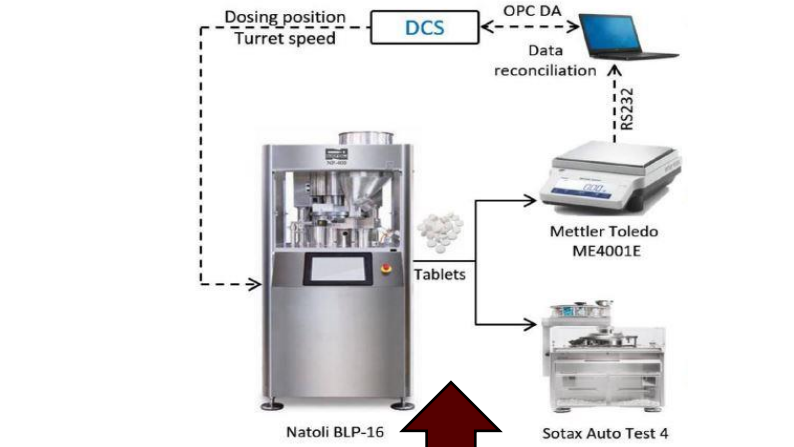 Dosing position
Turret speed
DCS
OPC DA
Data
reconciliation
RS232
Mettler Toledo
ME4001E
Tablets
Natoli BLP-16
Sotax Auto Test 4